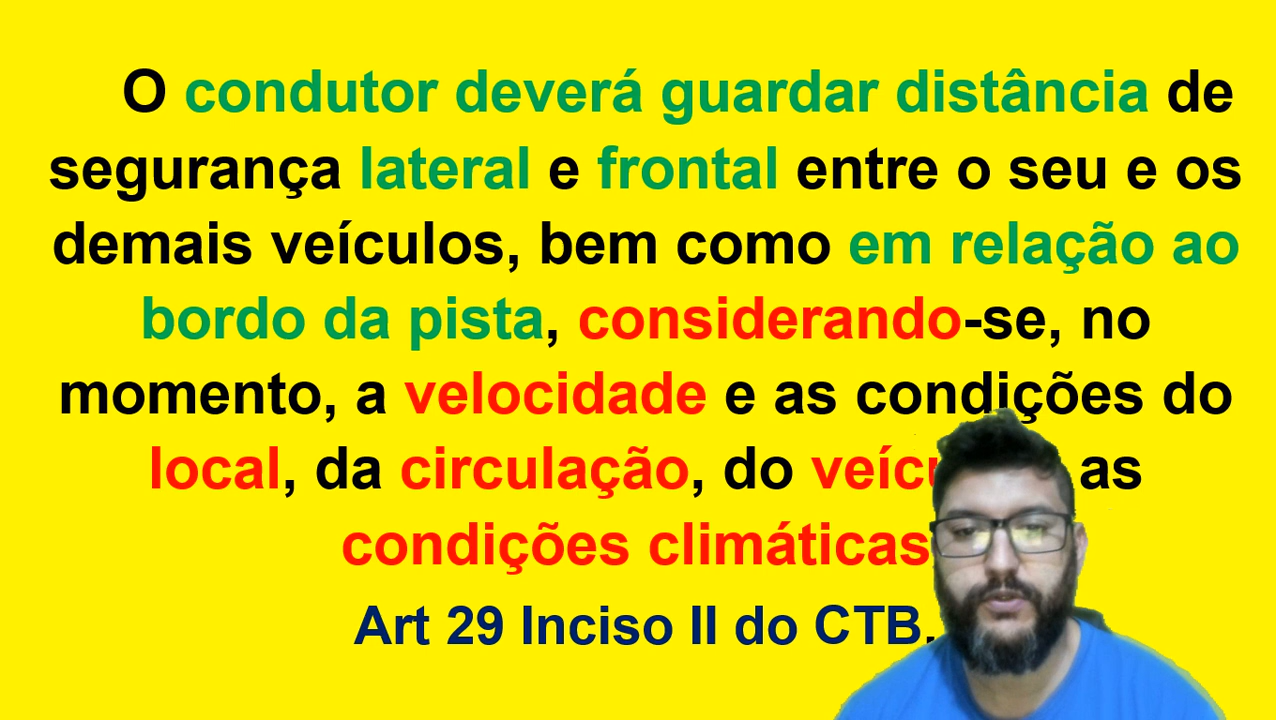 O condutor deverá guardar distância de
segurança lateral e frontal entre o seu e os
demais veículos, bem como em relação ao
bordo da pista, considerando-se, no
momento, a velocidade e as condições do
local, da circulação, do as
condições climáticas
Art 29 Inciso II do CTB.